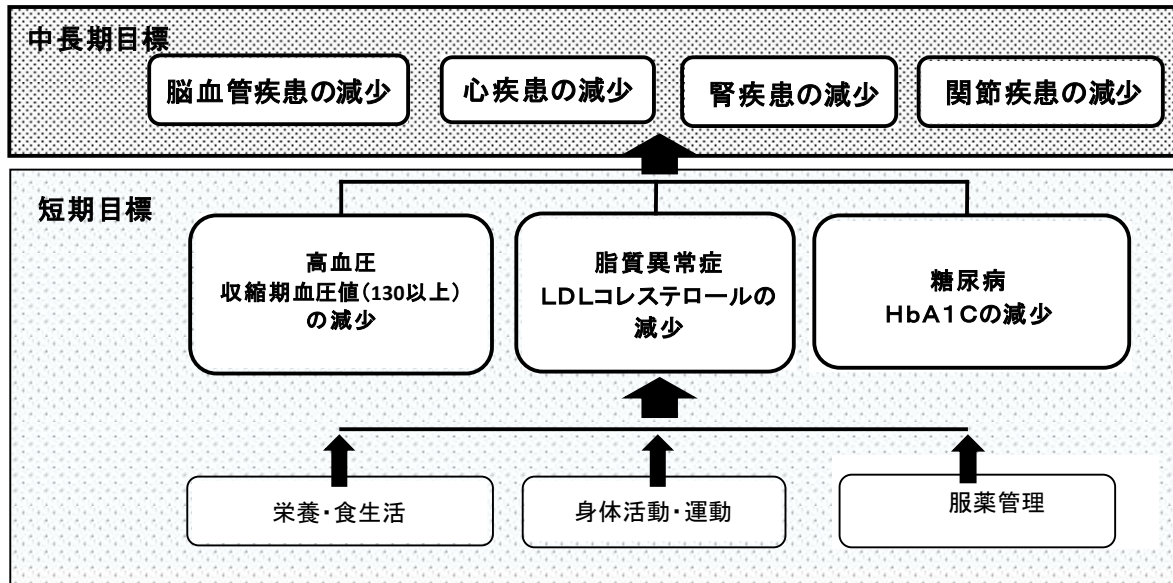 中長期目標
脳血管疾患の減少
心疾患の減少
腎疾患の減少
関節疾患の減少
短期目標
高血圧
収縮期血圧値(130以上)
の減少
脂質異常症
LDLコレステロールの
減少
糖尿病
HbA1Cの減少
栄養・食生活
身体活動・運動
服薬管理